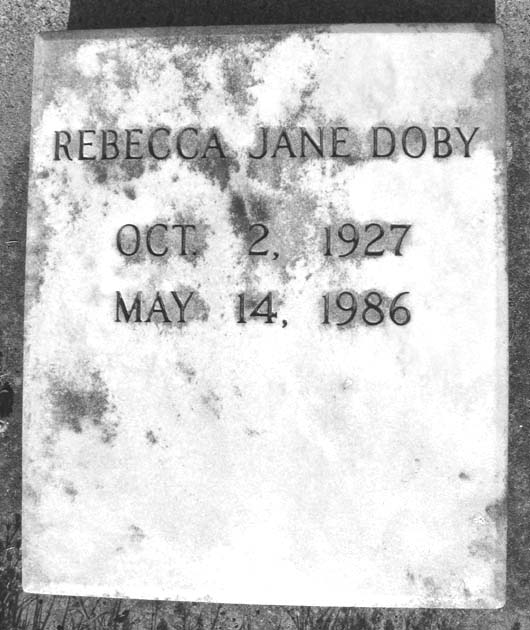 REBECCA JANE DOBY
OCT. 2, 1927
MAY 14, 1986